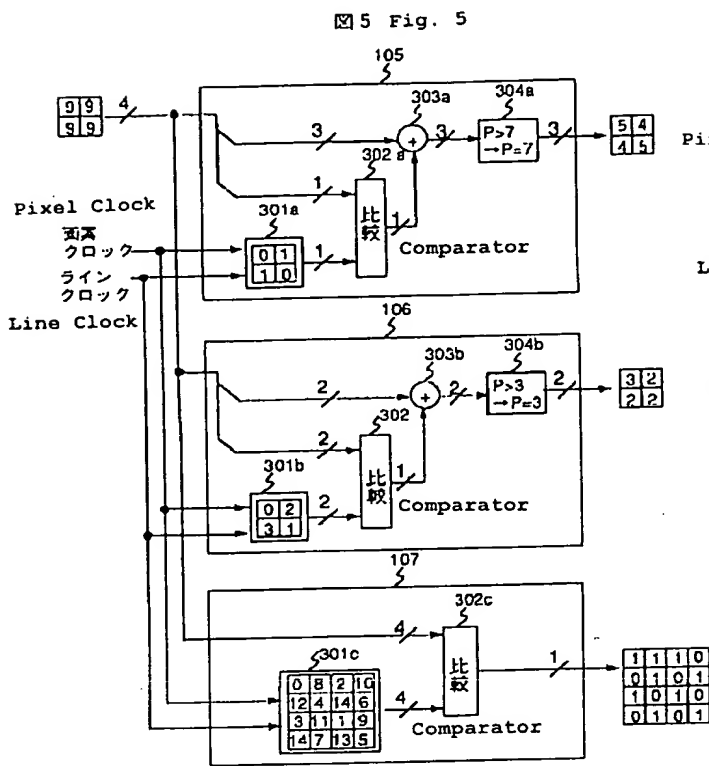 図5 Fig. 5
105
9 9
9 9
4
3
303a
3
304a
P>7
→P=7
3
5 4
4 5
Pi
302a
1
比較
1
Comparator
Pixel Clock
画素
クロック
301a
0 1
1 0
1
ライン
クロック
Line Clock
L
106
2
303b
2
304b
P>3
→P=3
2
3 2
2 2
302
2
比較
1
Comparator
301b
0 2
3 1
2
107
302c
4
比較
1
Comparator
301c
0 8 2 10
12 4 14 6
3 11 1 9
14 7 13 5
4
1 1 1 0
0 1 0 1
1 0 1 0
0 1 0 1